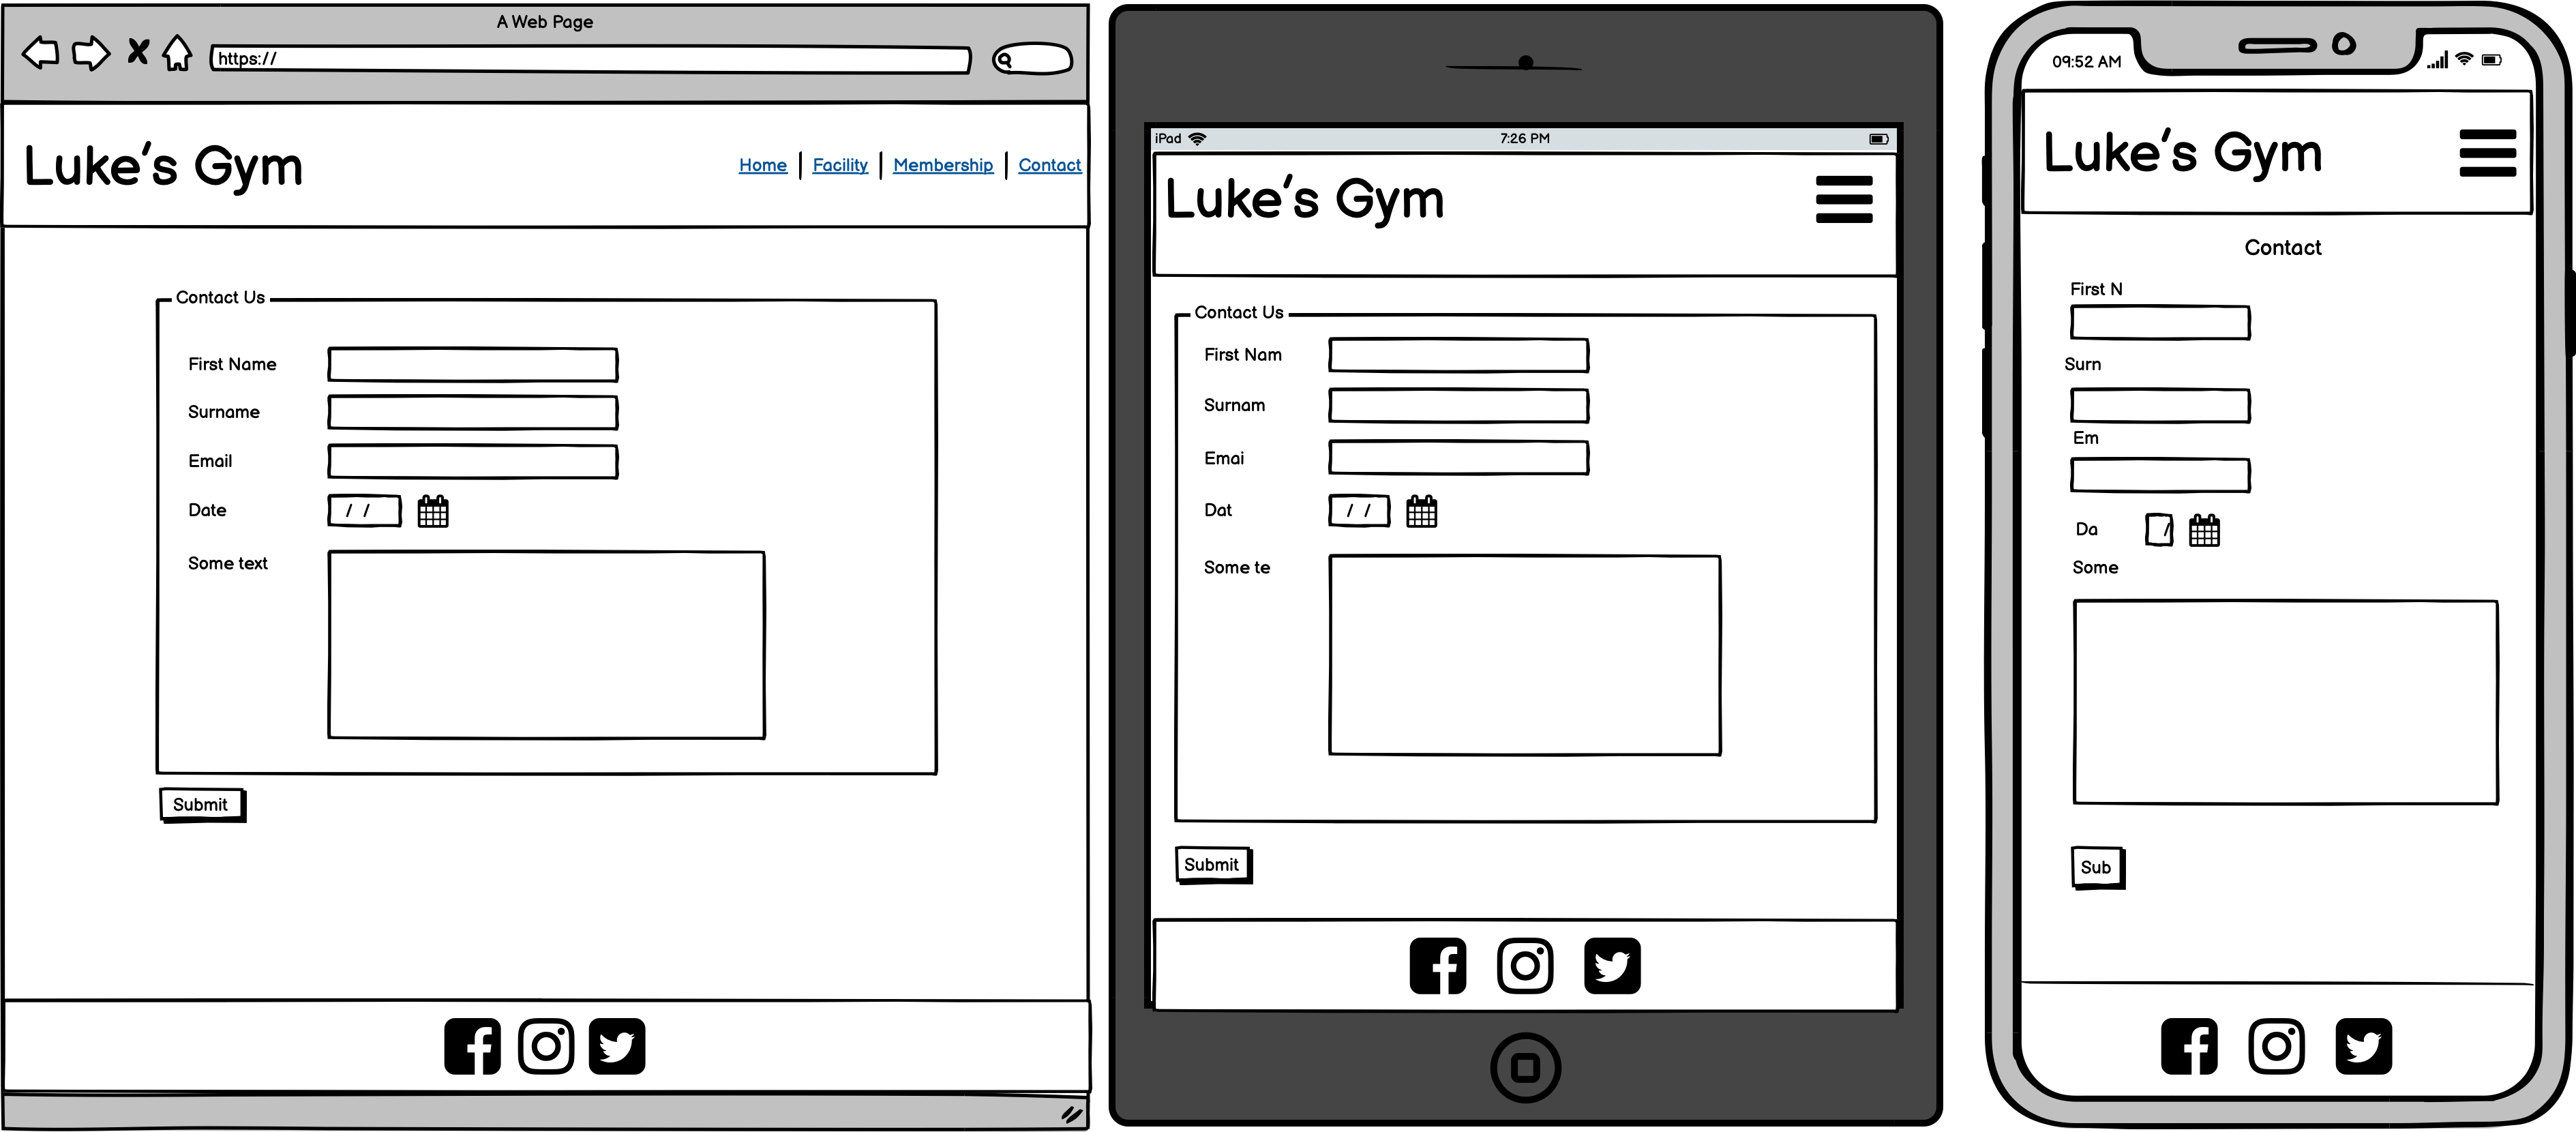 A Web Page
https://
Luke's Gym
Home | Facility | Membership | Contact
Contact Us
First Name
Surname
Email
Date / /
Some text
Submit
iPad 7:26 PM
Luke's Gym
Contact Us
First Nam
Surnam
Emai
Dat / /
Some te
Submit
09:52 AM
Luke's Gym
Contact
First N
Surn
Em
Da /
Some
Sub